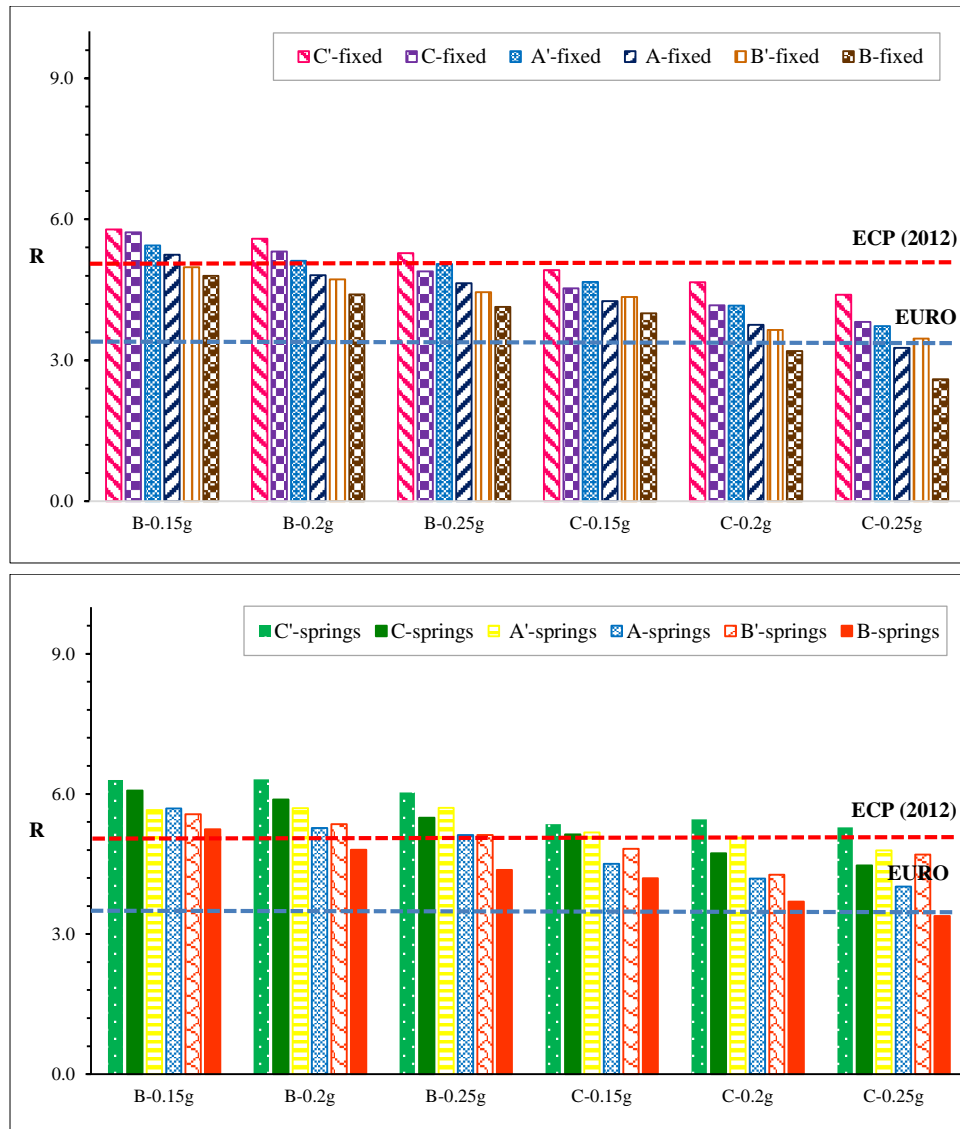 9.0
C'-fixed C-fixed A'-fixed A-fixed B'-fixed B-fixed
6.0
ECP (2012)
R
EURO
3.0
0.0
B-0.15g B-0.2g B-0.25g C-0.15g C-0.2g C-0.25g
C'-springs C-springs A'-springs A-springs B'-springs B-springs
9.0
6.0
ECP (2012)
R
EURO
3.0
0.0
B-0.15g B-0.2g B-0.25g C-0.15g C-0.2g C-0.25g